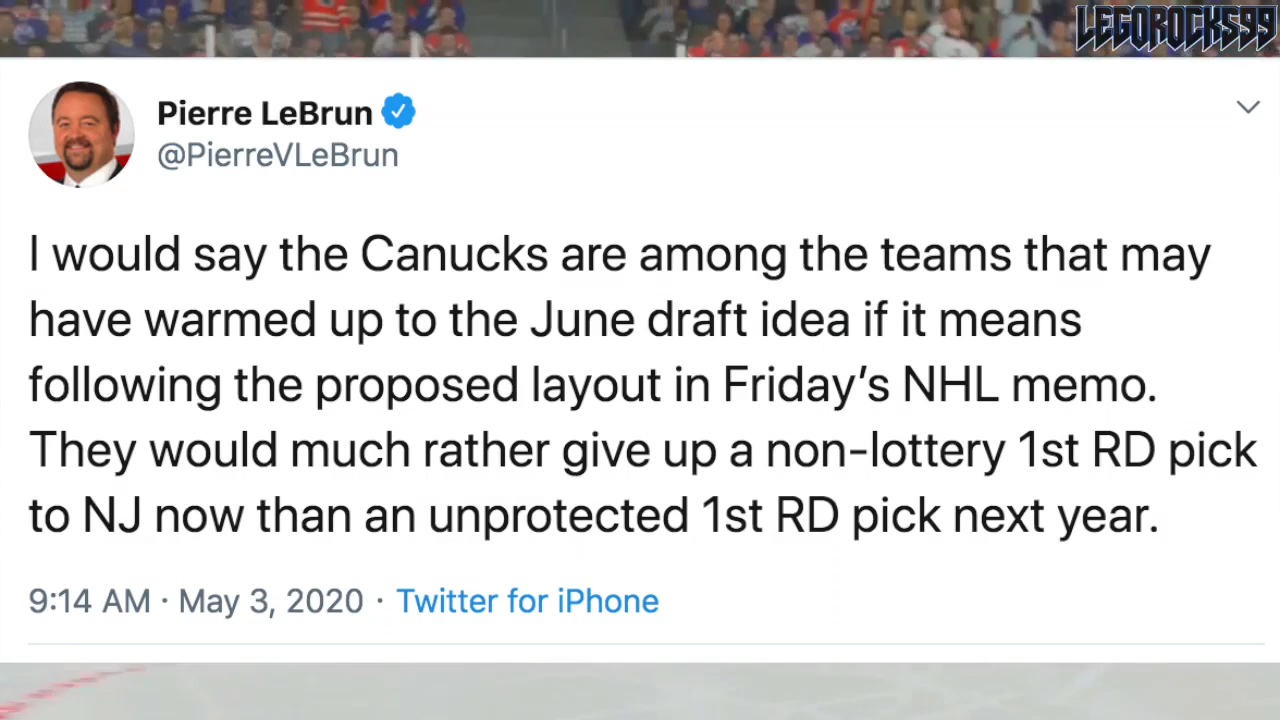 LEGOROCKS99
Pierre LeBrun
@PierreVLeBrun
I would say the Canucks are among the teams that may
have warmed up to the June draft idea if it means
following the proposed layout in Friday’s NHL memo.
They would much rather give up a non-lottery 1st RD pick
to NJ now than an unprotected 1st RD pick next year.
9:14 AM · May 3, 2020 · Twitter for iPhone